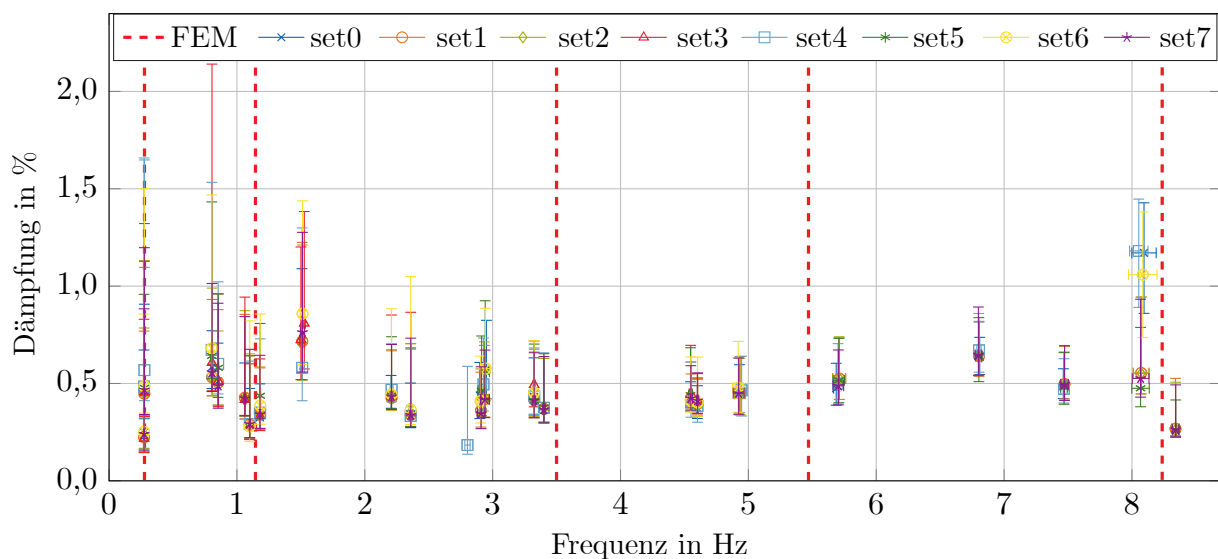 FEM set0 set1 set2 set3 set4 set5 set6 set7
2,0
1,5
1,0
0,5
0,0
0 1 2 3 4 5 6 7 8
Dämpfung in %
Frequenz in Hz